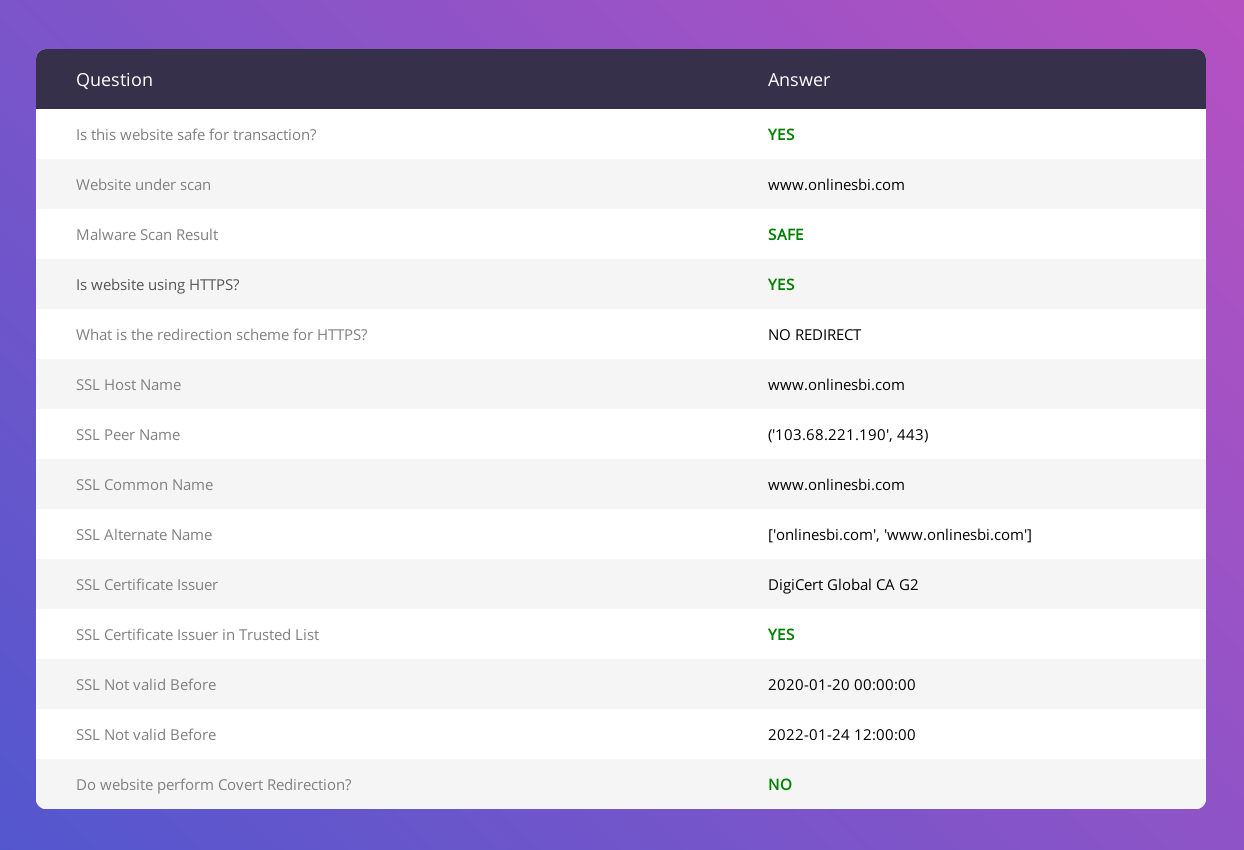 Question Answer
Is this website safe for transaction? YES
Website under scan www.onlinesbi.com
Malware Scan Result SAFE
Is website using HTTPS? YES
What is the redirection scheme for HTTPS? NO REDIRECT
SSL Host Name www.onlinesbi.com
SSL Peer Name ('103.68.221.190', 443)
SSL Common Name www.onlinesbi.com
SSL Alternate Name ['onlinesbi.com', 'www.onlinesbi.com']
SSL Certificate Issuer DigiCert Global CA G2
SSL Certificate Issuer in Trusted List YES
SSL Not valid Before 2020-01-20 00:00:00
SSL Not valid Before 2022-01-24 12:00:00
Do website perform Covert Redirection? NO